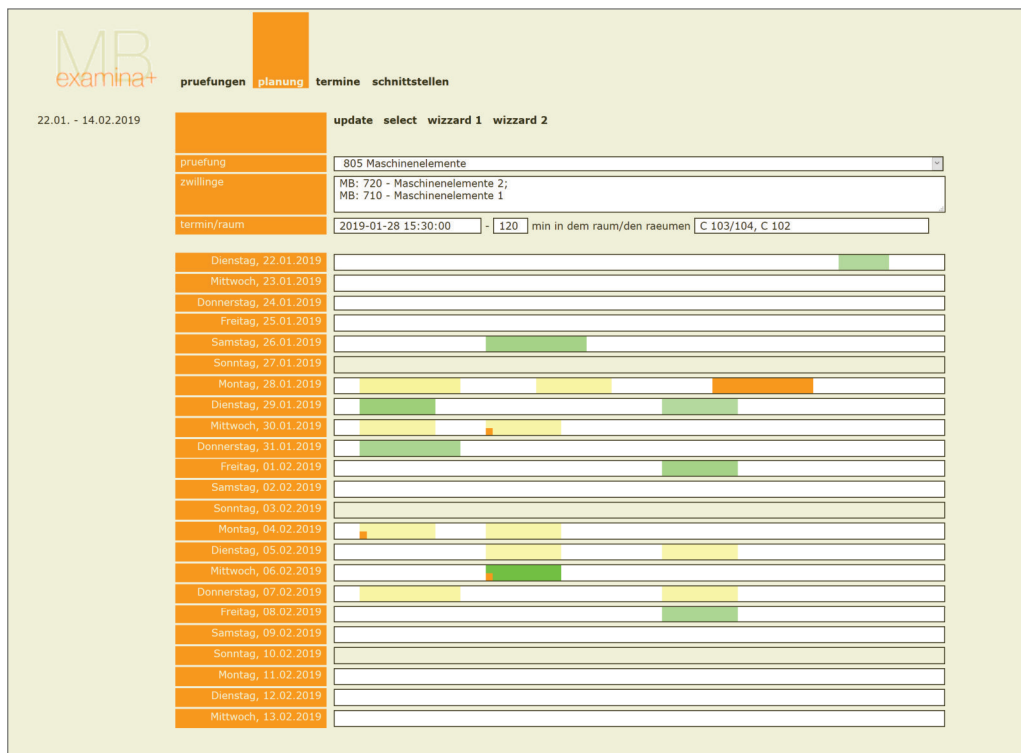 MB
examina+
pruefungen planung termine schnittstellen
22.01. - 14.02.2019
update select wizzard 1 wizzard 2
pruefung
805 Maschinenelemente
zwillinge
MB: 720 - Maschinenelemente 2;
MB: 710 - Maschinenelemente 1
termin/raum
2019-01-28 15:30:00 - 120 min in dem raum/den raeumen C 103/104, C 102
Dienstag, 22.01.2019
Mittwoch, 23.01.2019
Donnerstag, 24.01.2019
Freitag, 25.01.2019
Samstag, 26.01.2019
Sonntag, 27.01.2019
Montag, 28.01.2019
Dienstag, 29.01.2019
Mittwoch, 30.01.2019
Donnerstag, 31.01.2019
Freitag, 01.02.2019
Samstag, 02.02.2019
Sonntag, 03.02.2019
Montag, 04.02.2019
Dienstag, 05.02.2019
Mittwoch, 06.02.2019
Donnerstag, 07.02.2019
Freitag, 08.02.2019
Samstag, 09.02.2019
Sonntag, 10.02.2019
Montag, 11.02.2019
Dienstag, 12.02.2019
Mittwoch, 13.02.2019